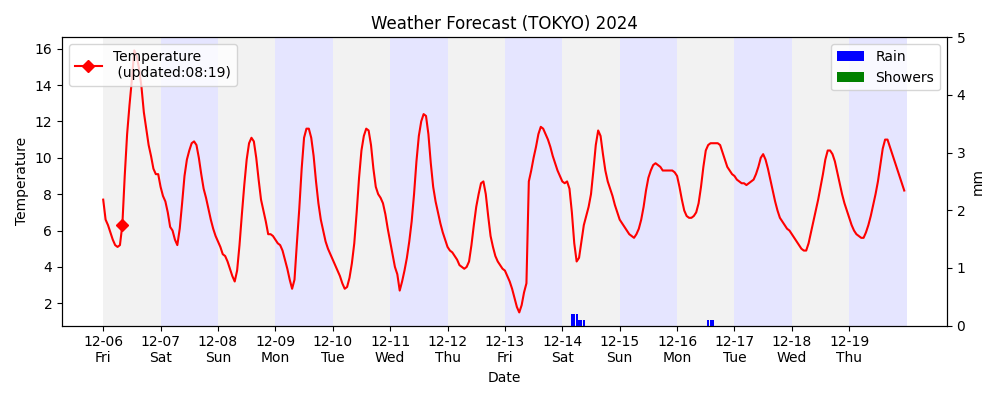 Weather Forecast (TOKYO) 2024
Temperature
(updated:08:19)
Rain
Showers
Temperature
16
14
12
10
8
6
4
2
5
4
3
2
1
0
mm
12-06 12-07 12-08 12-09 12-10 12-11 12-12 12-13 12-14 12-15 12-16 12-17 12-18 12-19
Fri Sat Sun Mon Tue Wed Thu Fri Sat Sun Mon Tue Wed Thu
Date